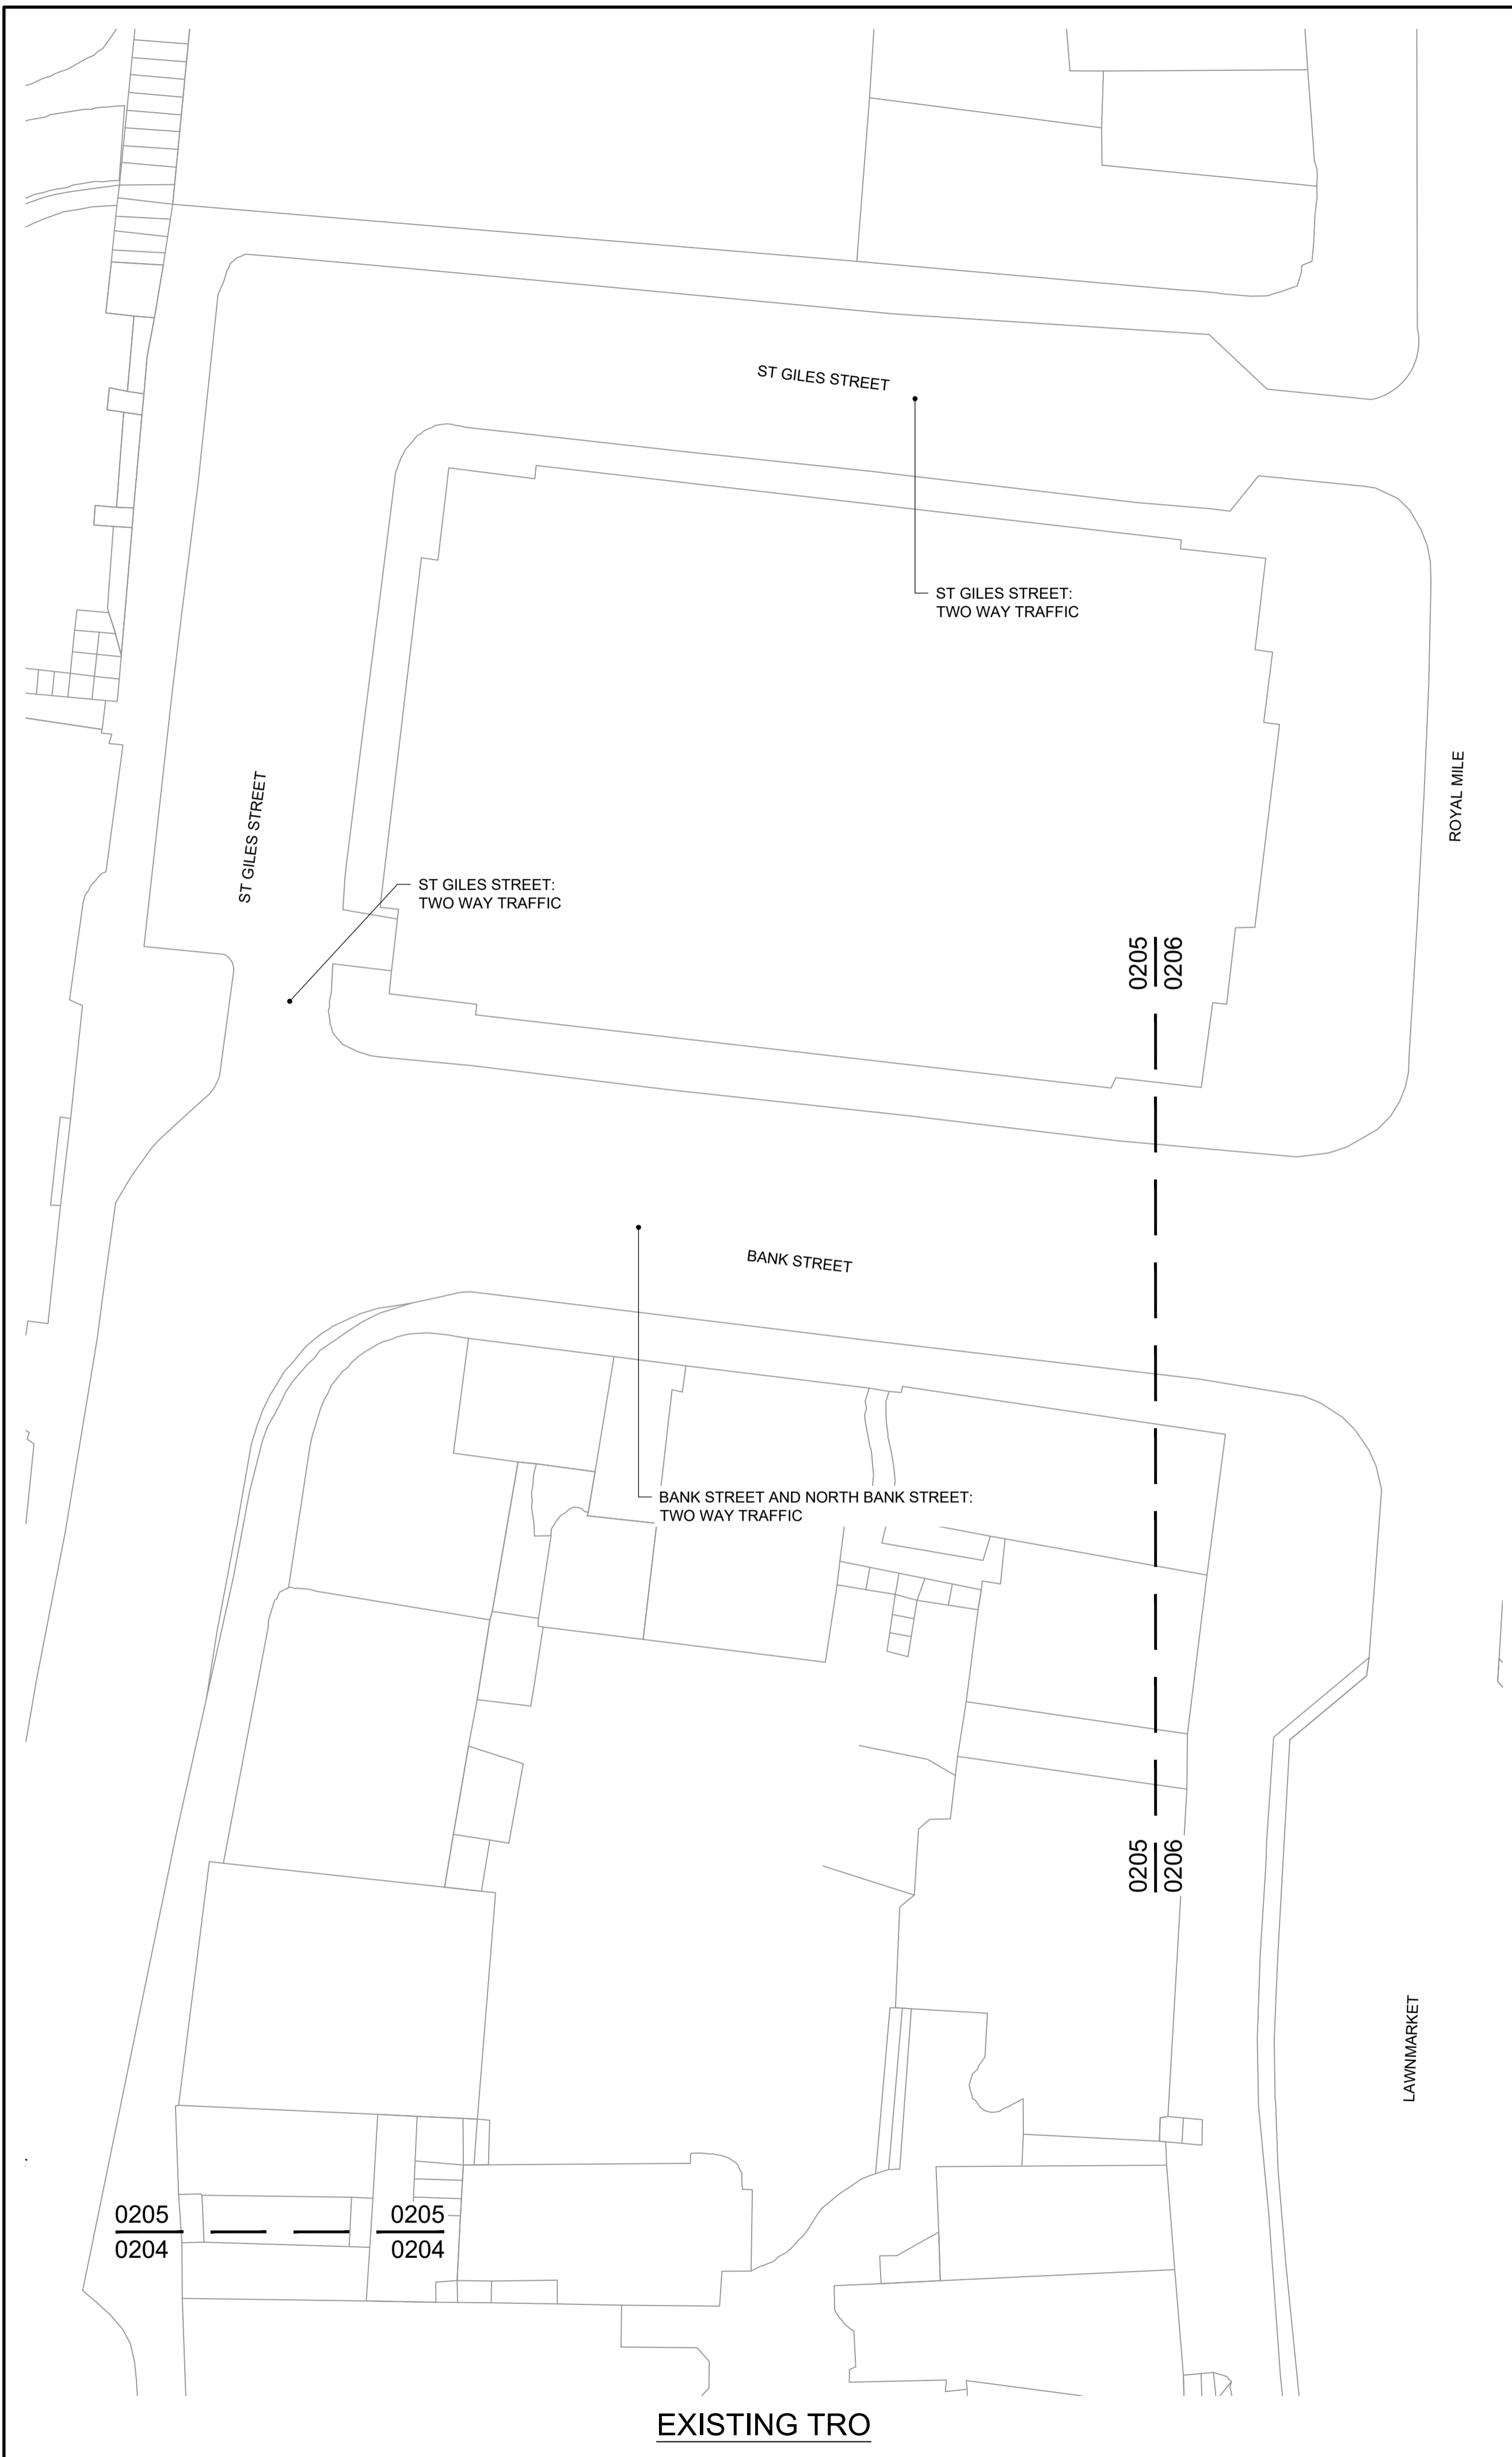 ST GILES STREET
ST GILES STREET:
TWO WAY TRAFFIC
ROYAL MILE
ST GILES STREET
ST GILES STREET:
TWO WAY TRAFFIC
0205
0206
BANK STREET
BANK STREET AND NORTH BANK STREET:
TWO WAY TRAFFIC
0205
0206
LAWNMARKET
0205
0204
0205
0204
EXISTING TRO